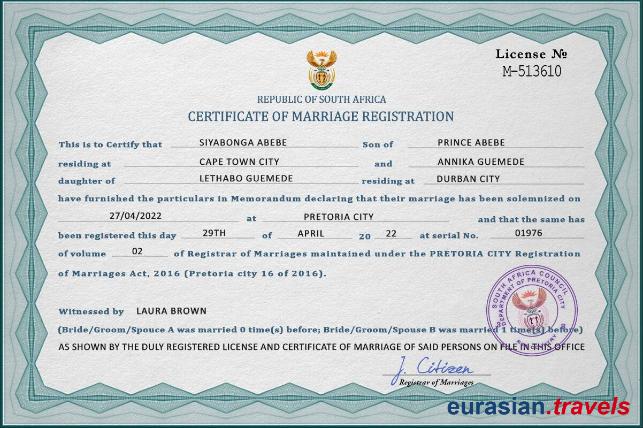 License №
M-513610
REPUBLIC OF SOUTH AFRICA
CERTIFICATE OF MARRIAGE REGISTRATION
This is to Certify that SIYABONGA ABEBE Son of PRINCE ABEBE
residing at CAPE TOWN CITY and ANNIKA GUEMEDE
daughter of LETHABO GUEMEDE residing at DURBAN CITY
have furnished the particulars in Memorandum declaring that their marriage has been solemnized on
27/04/2022 at PRETORIA CITY and that the same has
been registered this day 29TH of APRIL 20 22 at serial No. 01976
of volume 02 of Registrar of Marriages maintained under the PRETORIA CITY Registration
of Marriages Act, 2016 (Pretoria city 16 of 2016).
SOUTH AFRICA COUNCIL
DEPARTMENT OF PRETORIA CITY
Witnessed by LAURA BROWN
(Bride/Groom/Spouce A was married 0 time(s) before; Bride/Groom/Spouse B was married 1 time(s) before)
AS SHOWN BY THE DULY REGISTERED LICENSE AND CERTIFICATE OF MARRIAGE OF SAID PERSONS ON FILE IN THIS OFFICE
J. Citizen
Registrar of Marriages
eurasian.travels